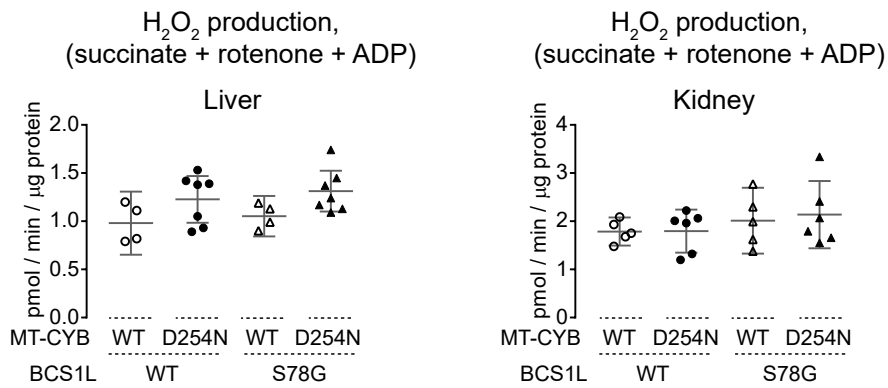 H₂O₂ production,
(succinate + rotenone + ADP)
Liver
pmol / min / μg protein
2.0
1.5
1.0
0.5
0.0
MT-CYB WT D254N WT D254N
BCS1L WT S78G
H₂O₂ production,
(succinate + rotenone + ADP)
Kidney
pmol / min / μg protein
4
3
2
1
0
MT-CYB WT D254N WT D254N
BCS1L WT S78G